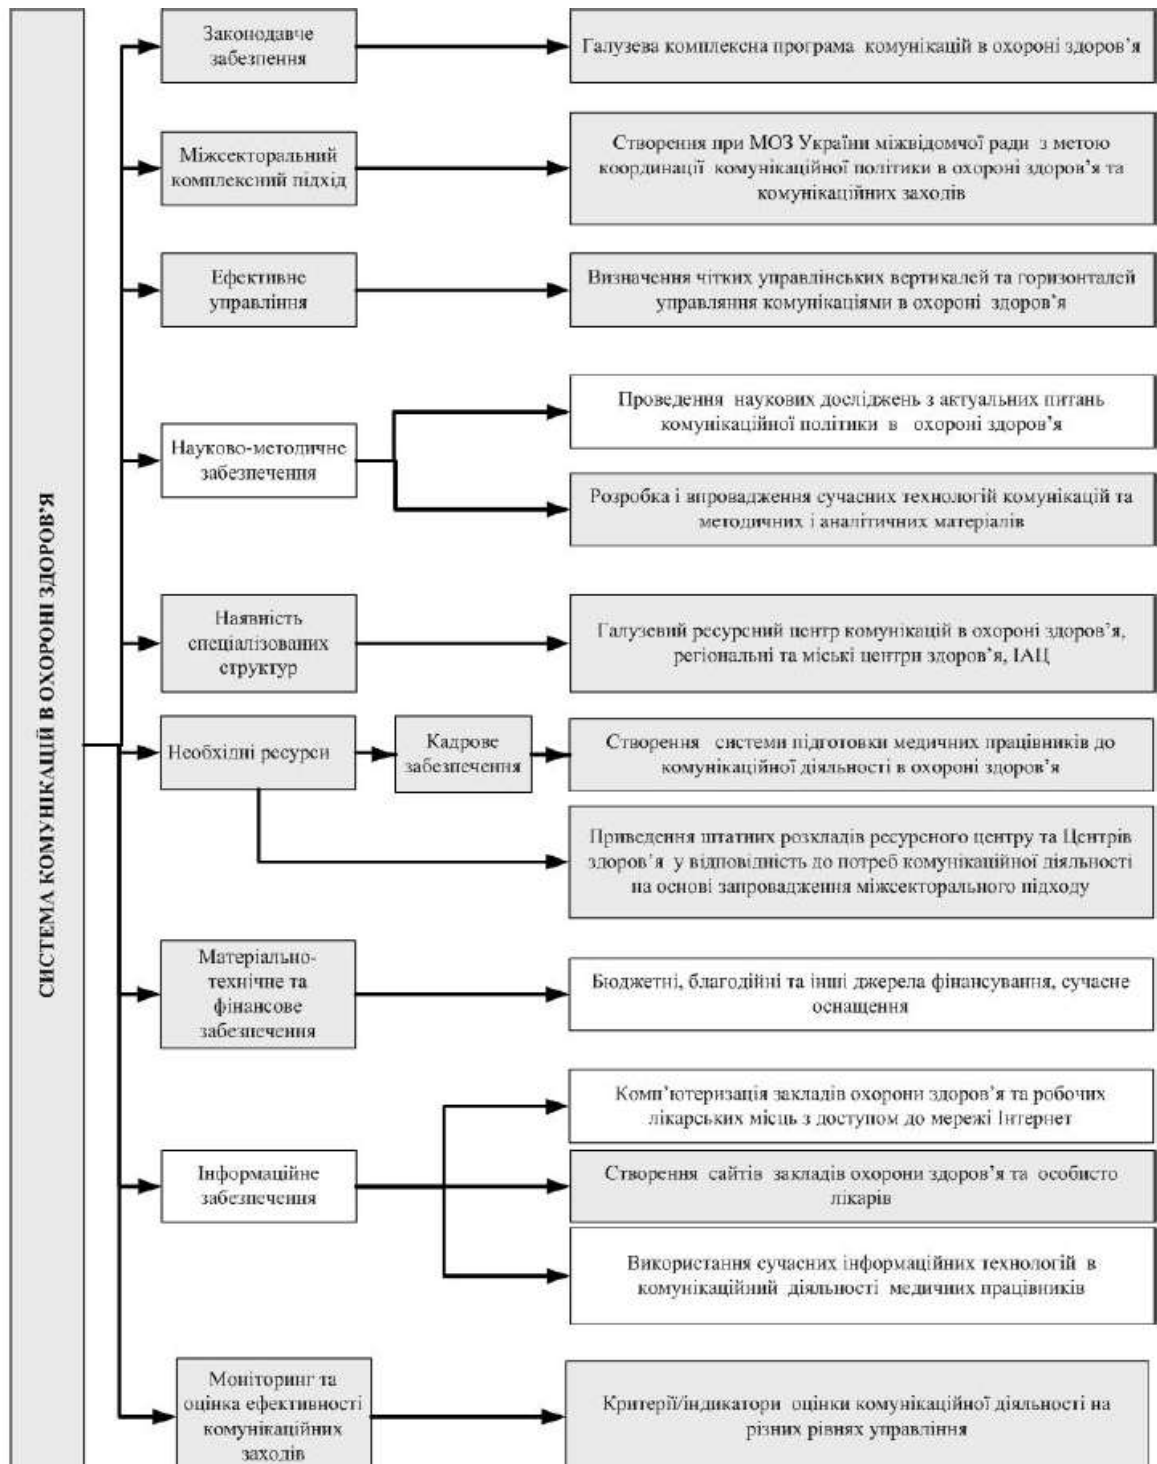 СИСТЕМА КОМУНІКАЦІЙ В ОХОРОНІ ЗДОРОВ'Я
Законодавче
забезпення
Галузева комплексна програма комунікацій в охороні здоров'я
Міжсекторальний
комплексний підхід
Створення при МОЗ України міжвідомчої ради з метою
координації комунікаційної політики в охороні здоров'я та
комунікаційних заходів
Ефективне
управління
Визначення чітких управлінських вертикалей та горизонталей
управляння комунікаціями в охороні здоров'я
Науково-методичне
забезпечення
Проведення наукових досліджень з актуальних питань
комунікаційної політики в охороні здоров'я
Розробка і впровадження сучасних технологій комунікацій та
методичних і аналітичних матеріалів
Наявність
спеціалізованих
структур
Галузевий ресурсний центр комунікацій в охороні здоров'я,
регіональні та міські центри здоров'я, ІАЦ
Необхідні ресурси
Кадрове
забезпечення
Створення системи підготовки медичних працівників до
комунікаційної діяльності в охороні здоров'я
Приведення штатних розкладів ресурсного центру та Центрів
здоров'я у відповідність до потреб комунікаційної діяльності
на основі запровадження міжсекторального підходу
Матеріально-
технічне та
фінансове
забезпечення
Бюджетні, благодійні та інші джерела фінансування, сучасне
оснащення
Інформаційне
забезпечення
Комп'ютеризація закладів охорони здоров'я та робочих
лікарських місць з доступом до мережі Інтернет
Створення сайтів закладів охорони здоров'я та особисто
лікарів
Використання сучасних інформаційних технологій в
комунікаційний діяльності медичних працівників
Моніторинг та
оцінка ефективності
комунікаційних
заходів
Критерії/індикатори оцінки комунікаційної діяльності на
різних рівнях управління